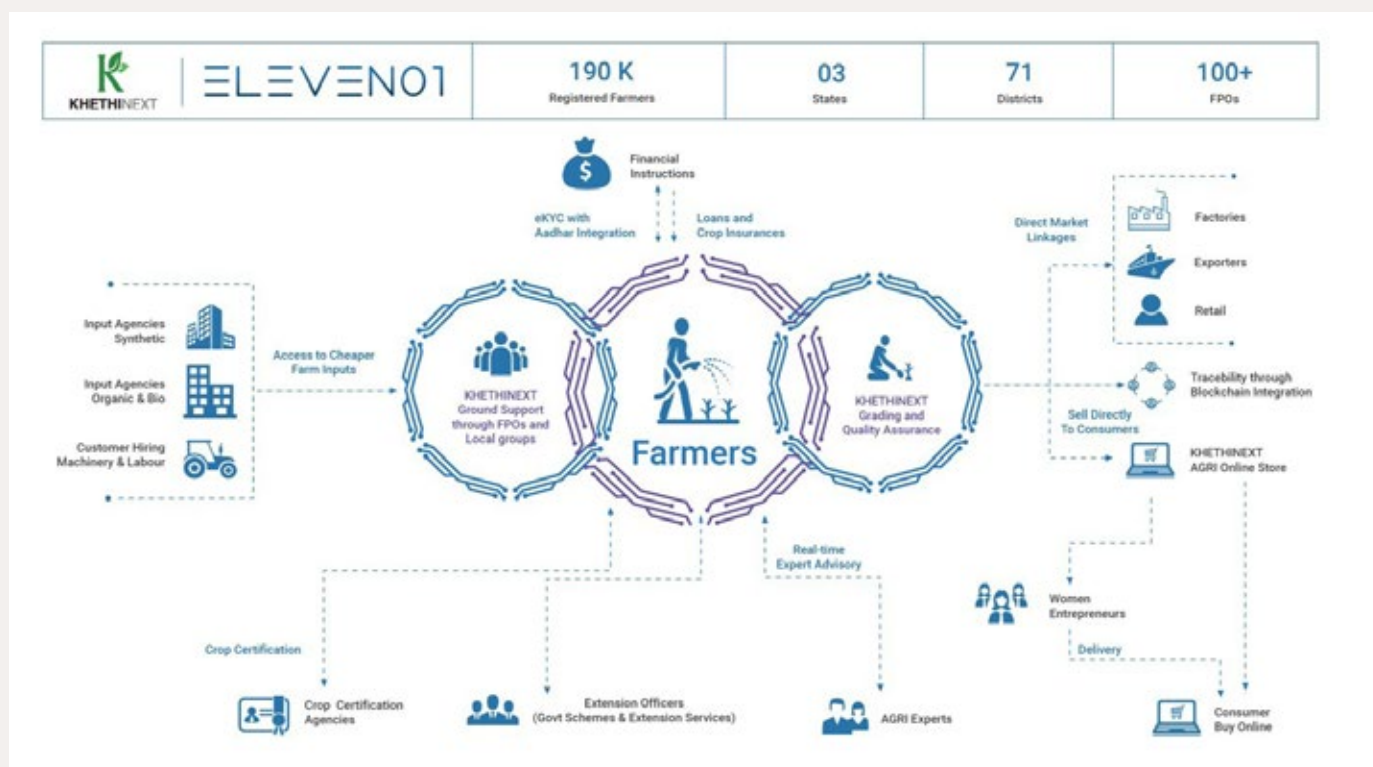 KHETHINEXT
ELEVEN01
190 K
Registered Farmers
03
States
71
Districts
100+
FPOs
Financial
Instructions
eKYC with
Aadhar Integration
Loans and
Crop Insurances
Direct Market
Linkages
Factories
Exporters
Retail
Input Agencies
Synthetic
Input Agencies
Organic & Bio
Customer Hiring
Machinery & Labour
Access to Cheaper
Farm Inputs
KHETHINEXT
Ground Support
through FPOs and
Local groups
Farmers
KHETHINEXT
Grading and
Quality Assurance
Tracebility through
Blockchain Integration
Sell Directly
To Consumers
KHETHINEXT
AGRI Online Store
Real-time
Expert Advisory
Women
Entrepreneurs
Delivery
Crop Certification
Crop Certification
Agencies
Extension Officers
(Govt Schemes & Extension Services)
AGRI Experts
Consumer
Buy Online